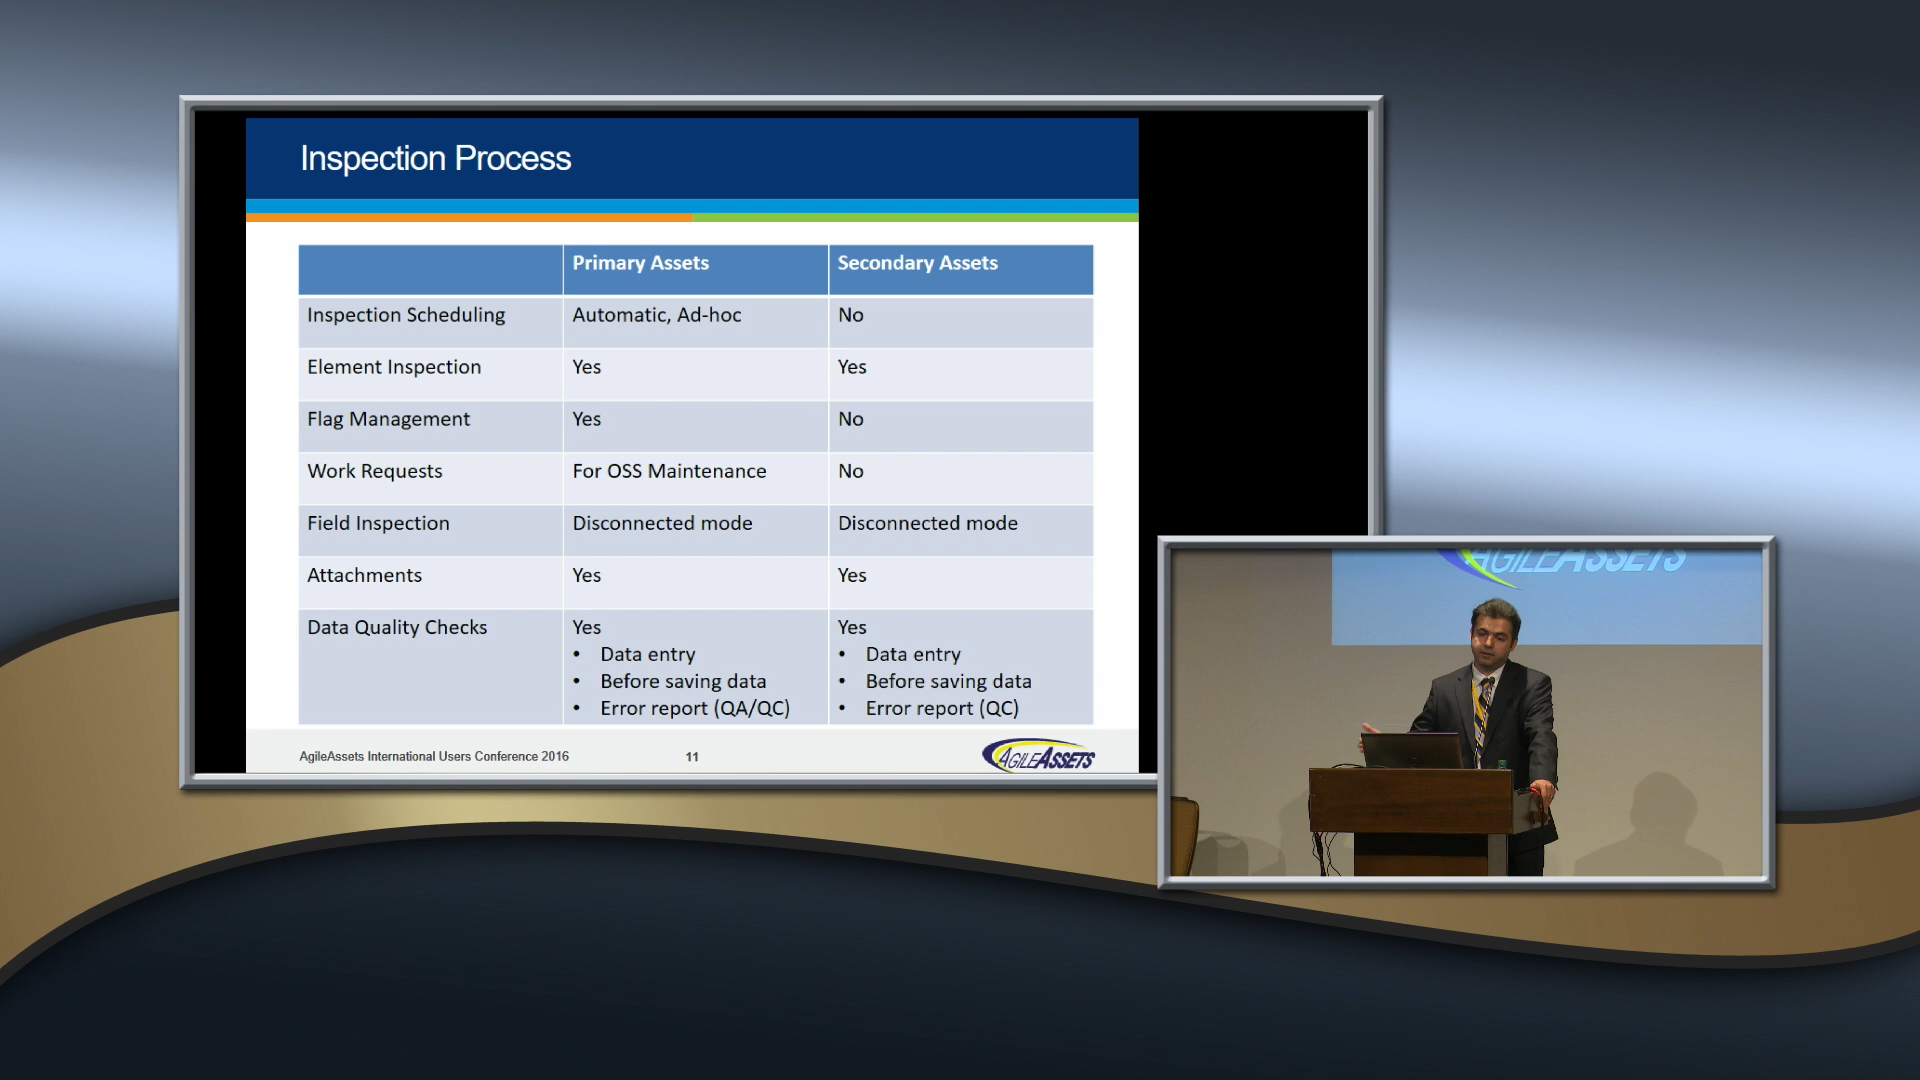 Inspection Process
Primary Assets Secondary Assets
Inspection Scheduling Automatic, Ad-hoc No
Element Inspection Yes Yes
Flag Management Yes No
Work Requests For OSS Maintenance No
Field Inspection Disconnected mode Disconnected mode
Attachments Yes Yes
Data Quality Checks Yes Yes
• Data entry • Data entry
• Before saving data • Before saving data
• Error report (QA/QC) • Error report (QC)
AgileAssets International Users Conference 2016 11 AGILEASSETS
AGILEASSETS